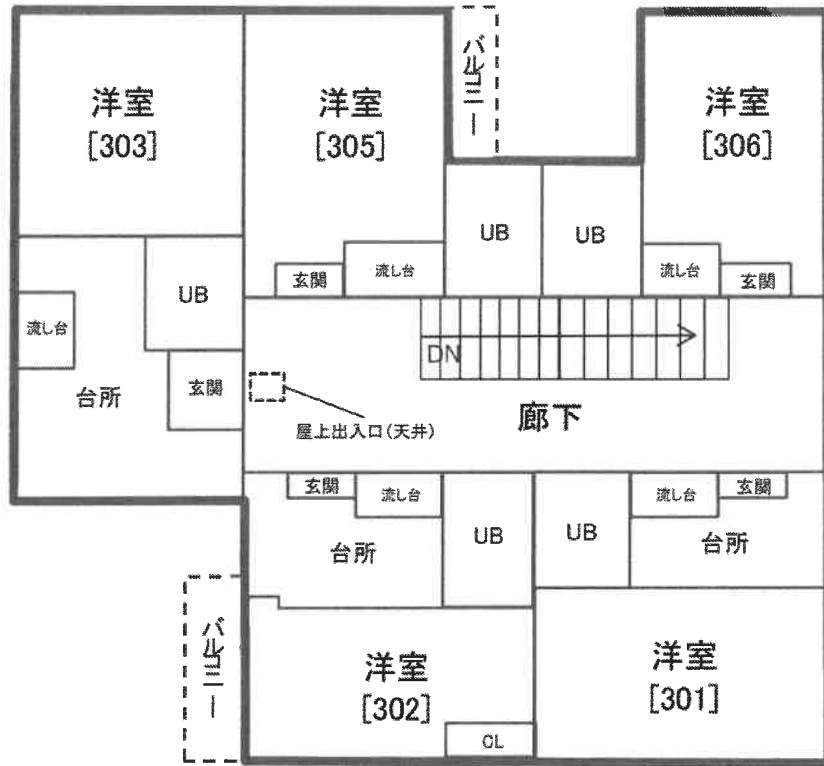 洋室
[303]
洋室
[305]
バルコニー
洋室
[306]
UB
UB
UB
玄関
流し台
流し台
玄関
流し台
台所
玄関
DN
屋上出入口(天井)
廊下
玄関
流し台
UB
UB
流し台
玄関
台所
台所
バルコニー
洋室
[302]
CL
洋室
[301]